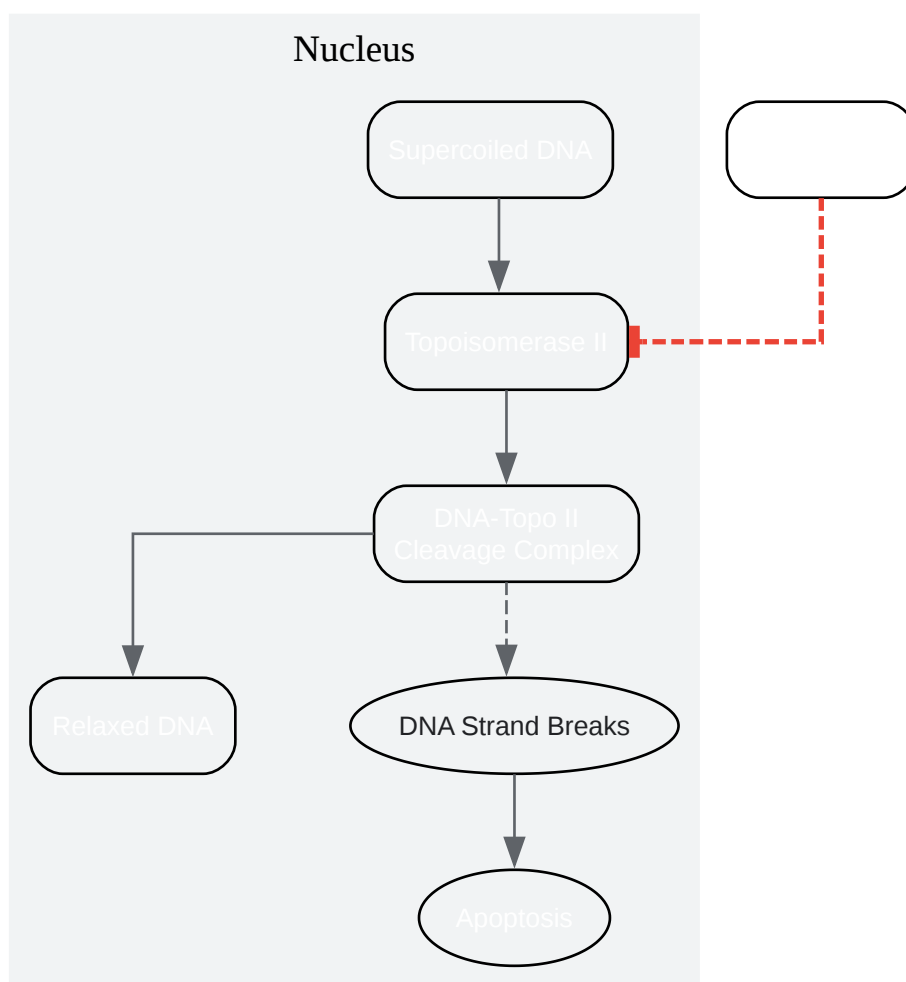 Nucleus
Supercoiled DNA
Topoisomerase II
DNA-Topo II
Cleavage Complex
Relaxed DNA
DNA Strand Breaks
Apoptosis